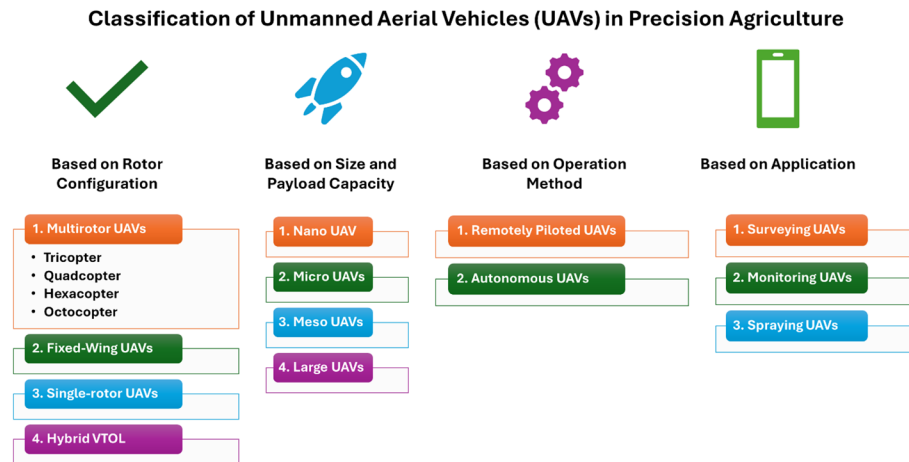 Classification of Unmanned Aerial Vehicles (UAVs) in Precision Agriculture
Based on Rotor
Configuration
1. Multirotor UAVs
• Tricopter
• Quadcopter
• Hexacopter
• Octocopter
2. Fixed-Wing UAVs
3. Single-rotor UAVs
4. Hybrid VTOL
Based on Size and
Payload Capacity
1. Nano UAV
2. Micro UAVs
3. Meso UAVs
4. Large UAVs
Based on Operation
Method
1. Remotely Piloted UAVs
2. Autonomous UAVs
Based on Application
1. Surveying UAVs
2. Monitoring UAVs
3. Spraying UAVs